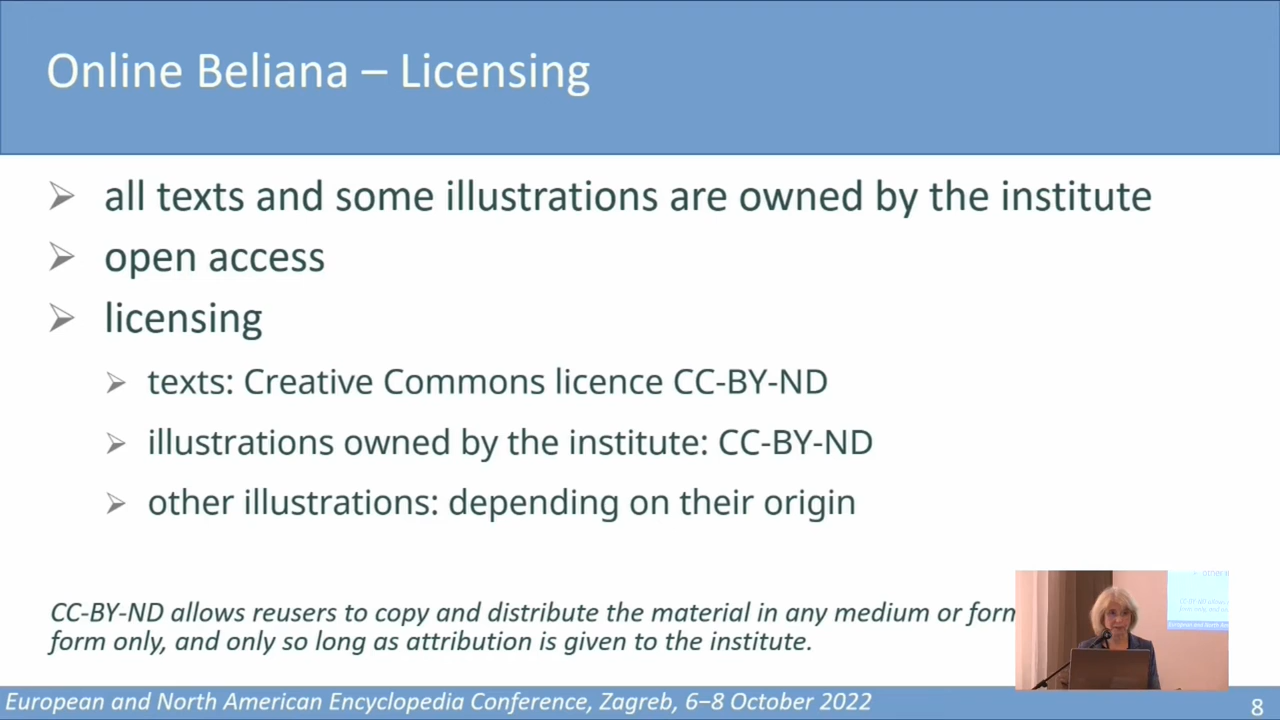 Online Beliana – Licensing
all texts and some illustrations are owned by the institute
open access
licensing
texts: Creative Commons licence CC-BY-ND
illustrations owned by the institute: CC-BY-ND
other illustrations: depending on their origin
CC-BY-ND allows reusers to copy and distribute the material in any medium or form
form only, and only so long as attribution is given to the institute.
European and North American Encyclopedia Conference, Zagreb, 6–8 October 2022
8